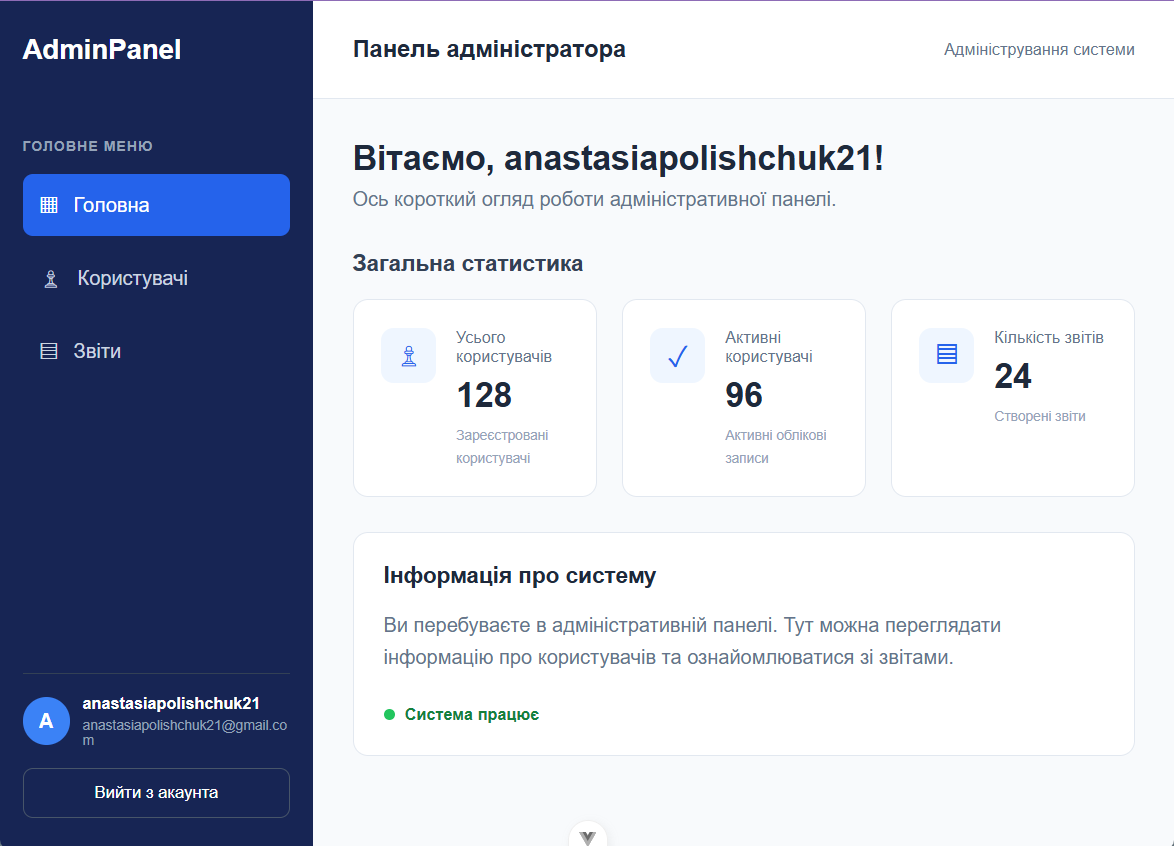 AdminPanel
ГОЛОВНЕ МЕНЮ
Головна
Користувачі
Звіти
anastasiapolishchuk21
anastasiapolishchuk21@gmail.co
m
Вийти з акаунта
Панель адміністратора
Адміністрування системи
Вітаємо, anastasiapolishchuk21!
Ось короткий огляд роботи адміністративної панелі.
Загальна статистика
Усього
користувачів
128
Зареєстровані
користувачі
Активні
користувачі
96
Активні облікові
записи
Кількість звітів
24
Створені звіти
Інформація про систему
Ви перебуваєте в адміністративній панелі. Тут можна переглядати
інформацію про користувачів та ознайомлюватися зі звітами.
Система працює